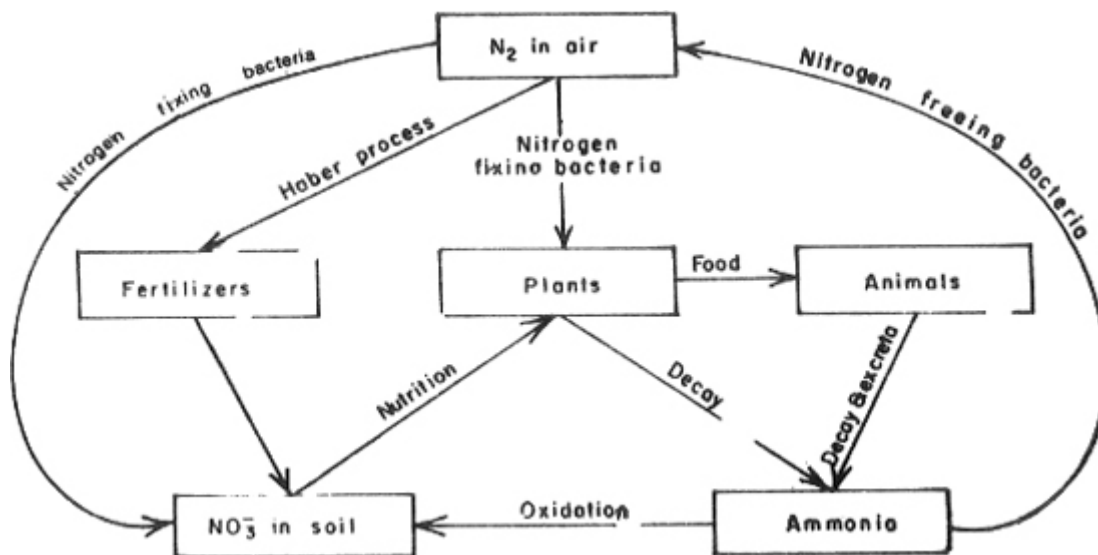 N₂ in air
Nitrogen fixing bacteria
Nitrogen freeing bacteria
Haber process
Nitrogen
fixing bacteria
Fertilizers
Plants
Food
Animals
Nutrition
Decay
Decay & excreta
NO₃⁻ in soil
Oxidation
Ammonia